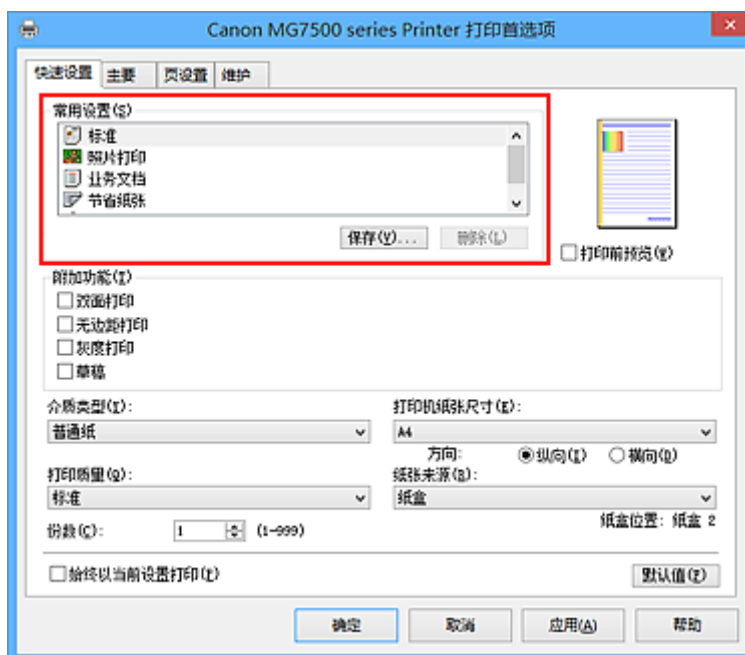 Canon MG7500 series Printer 打印首选项
快速设置 主要 页设置 维护
常用设置(S)
标准
照片打印
业务文档
节省纸张
保存(V)... 删除(L)
打印前预览(W)
附加功能(I)
双面打印
无边距打印
灰度打印
草稿
介质类型(I): 打印机纸张尺寸(E):
普通纸 A4
方向: 纵向(I) 横向(D)
打印质量(Q): 纸张来源(B):
标准 纸盒
份数(C): 1 (1-999) 纸盒位置: 纸盒 2
始终以当前设置打印(t) 默认值(F)
确定 取消 应用(A) 帮助